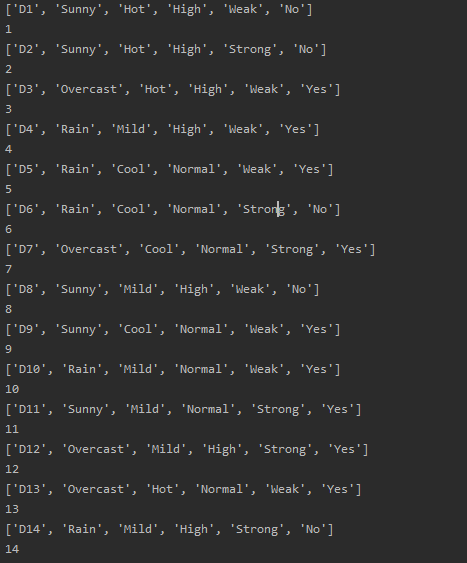 ['D1', 'Sunny', 'Hot', 'High', 'Weak', 'No']
1
['D2', 'Sunny', 'Hot', 'High', 'Strong', 'No']
2
['D3', 'Overcast', 'Hot', 'High', 'Weak', 'Yes']
3
['D4', 'Rain', 'Mild', 'High', 'Weak', 'Yes']
4
['D5', 'Rain', 'Cool', 'Normal', 'Weak', 'Yes']
5
['D6', 'Rain', 'Cool', 'Normal', 'Strong', 'No']
6
['D7', 'Overcast', 'Cool', 'Normal', 'Strong', 'Yes']
7
['D8', 'Sunny', 'Mild', 'High', 'Weak', 'No']
8
['D9', 'Sunny', 'Cool', 'Normal', 'Weak', 'Yes']
9
['D10', 'Rain', 'Mild', 'Normal', 'Weak', 'Yes']
10
['D11', 'Sunny', 'Mild', 'Normal', 'Strong', 'Yes']
11
['D12', 'Overcast', 'Mild', 'High', 'Strong', 'Yes']
12
['D13', 'Overcast', 'Hot', 'Normal', 'Weak', 'Yes']
13
['D14', 'Rain', 'Mild', 'High', 'Strong', 'No']
14